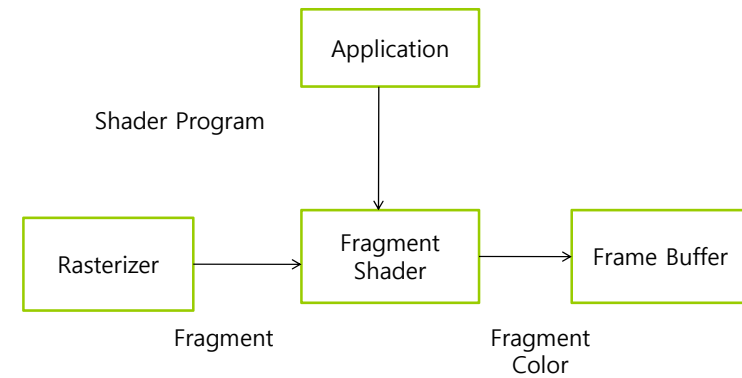 Application
Shader Program
Rasterizer
Fragment
Shader
Frame Buffer
Fragment
Fragment
Color